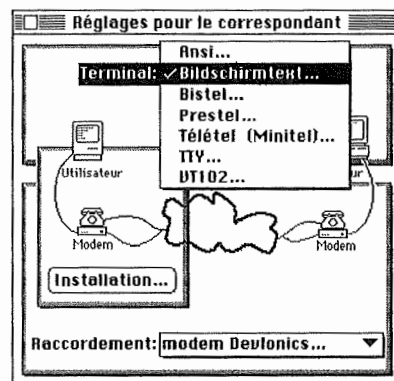 Réglages pour le correspondant
Ansi...
Terminal: ✓Bildschirmtext...
Bistel...
Prestel...
Télétel (Minitel)...
TTY...
VT102...
Utilisateur
ur
Modem
Modem
Installation...
Raccordement: modem Devlonics...